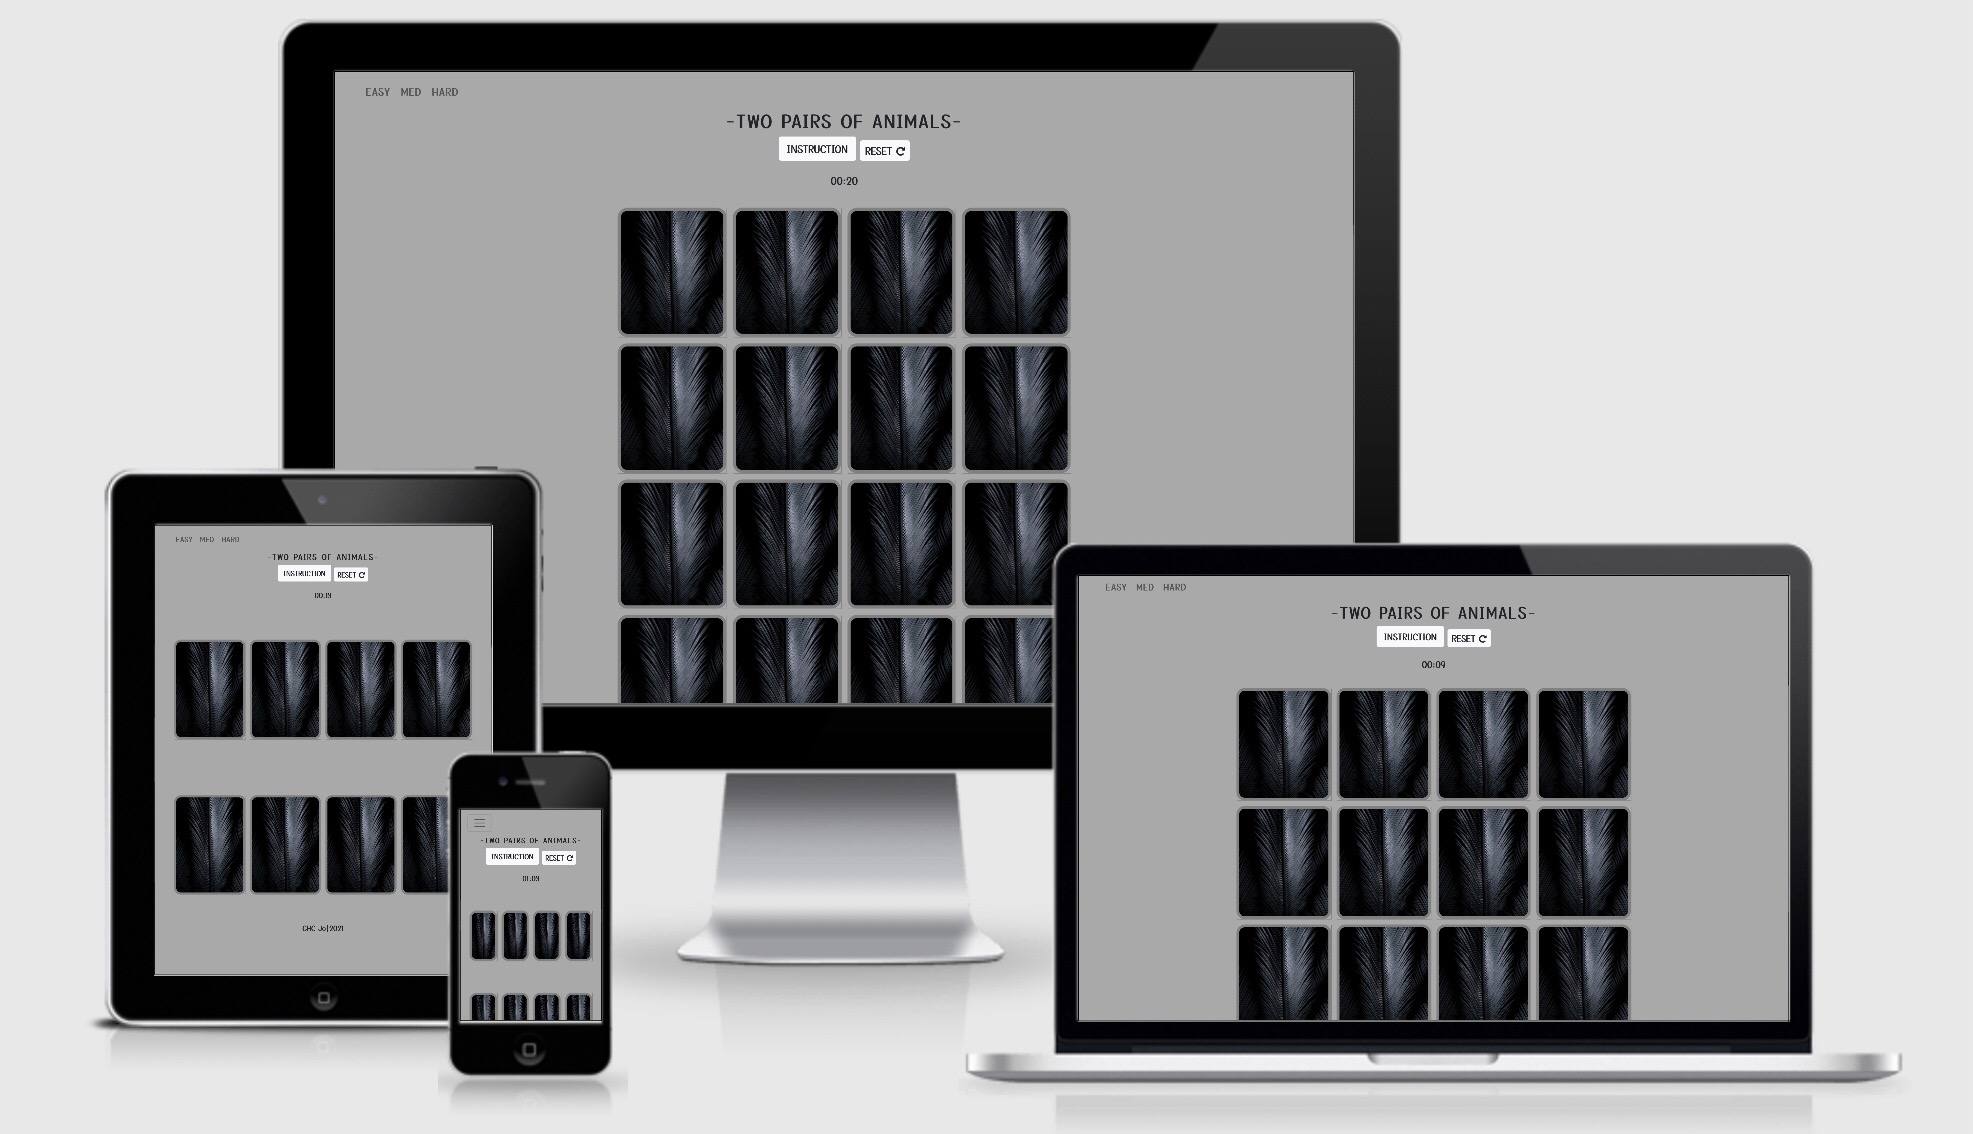 EASY MED HARD
-TWO PAIRS OF ANIMALS-
INSTRUCTION RESET
00:20
EASY MED HARD
-TWO PAIRS OF ANIMALS-
INSTRUCTION RESET
00:19
CHC Jo|2021
-TWO PAIRS OF ANIMALS-
INSTRUCTION RESET
01:09
EASY MED HARD
-TWO PAIRS OF ANIMALS-
INSTRUCTION RESET
00:09